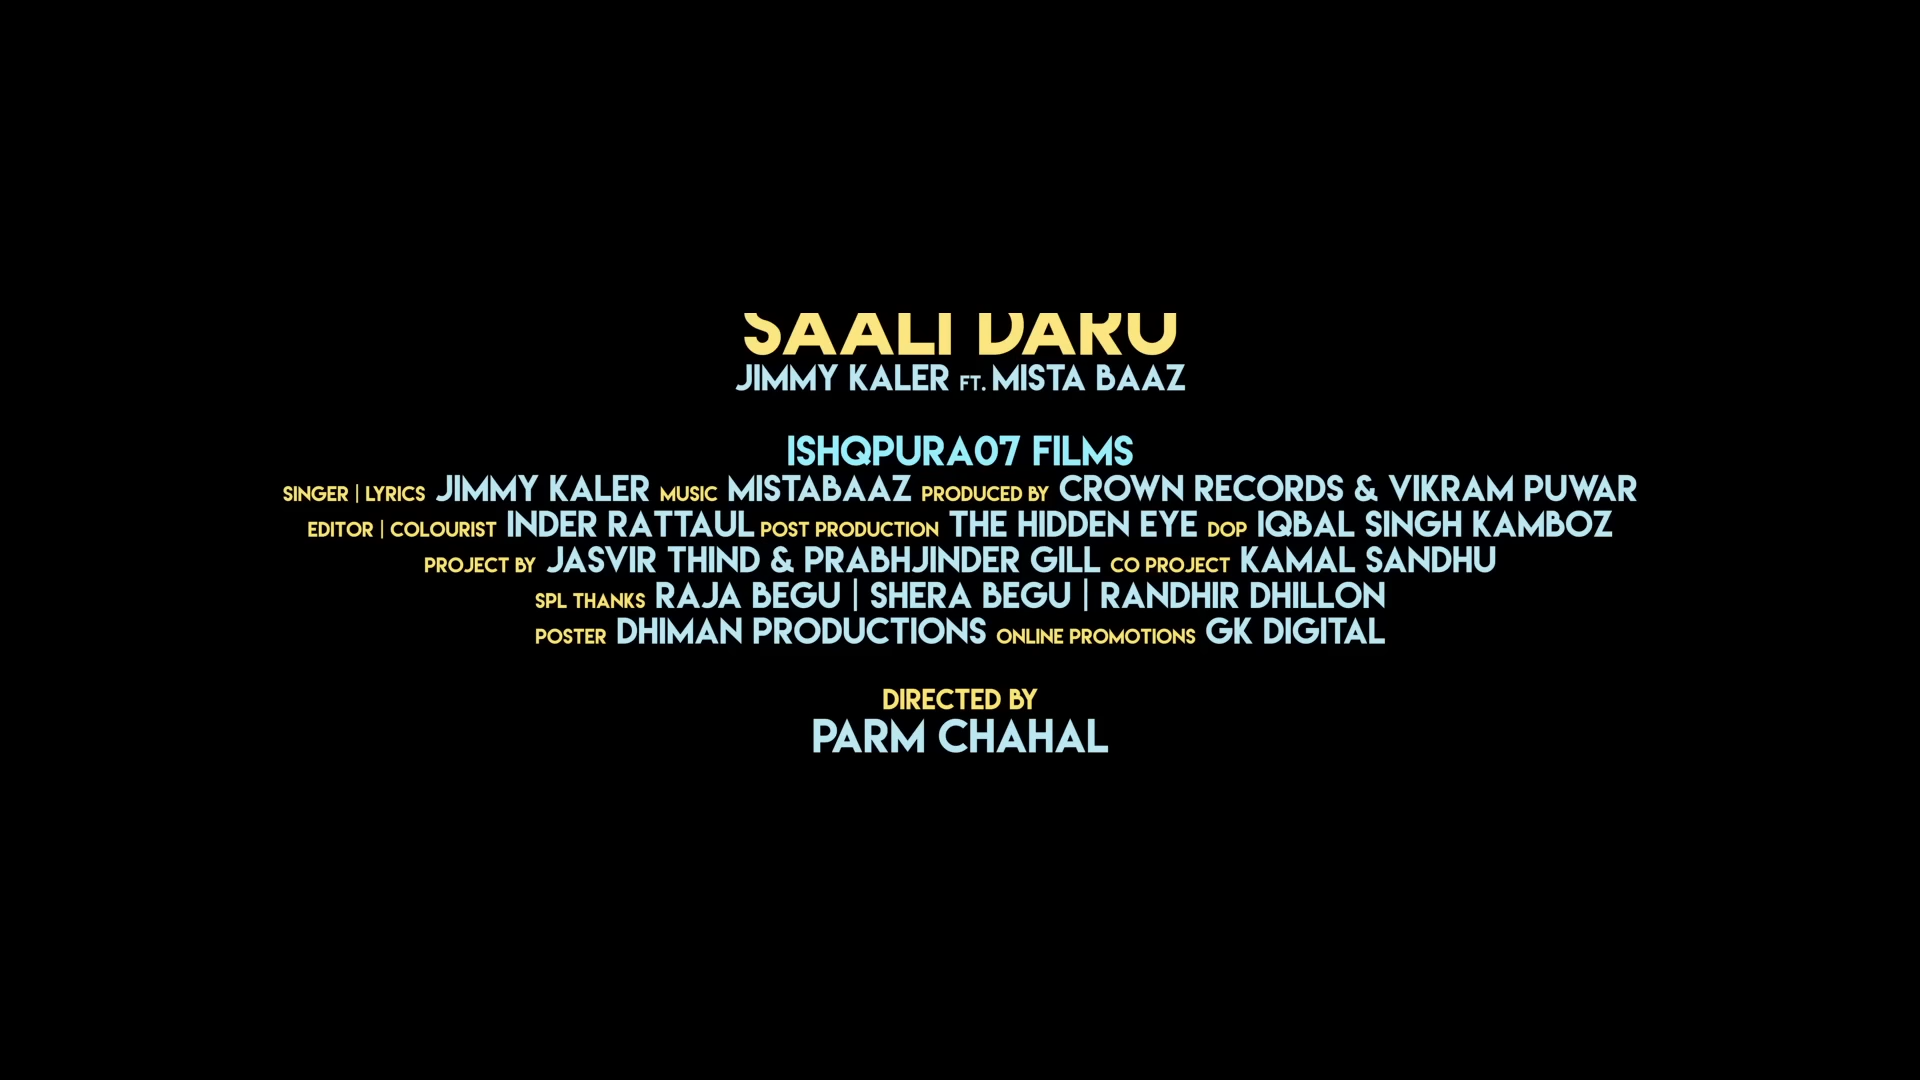 SAALI DARU
JIMMY KALER FT. MISTA BAAZ
ISHQPURA07 FILMS
SINGER | LYRICS JIMMY KALER MUSIC MISTABAAZ PRODUCED BY CROWN RECORDS & VIKRAM PUWAR
EDITOR | COLOURIST INDER RATTAUL POST PRODUCTION THE HIDDEN EYE DOP IQBAL SINGH KAMBOZ
PROJECT BY JASVIR THIND & PRABHJINDER GILL CO PROJECT KAMAL SANDHU
SPL THANKS RAJA BEGU | SHERA BEGU | RANDHIR DHILLON
POSTER DHIMAN PRODUCTIONS ONLINE PROMOTIONS GK DIGITAL
DIRECTED BY
PARM CHAHAL